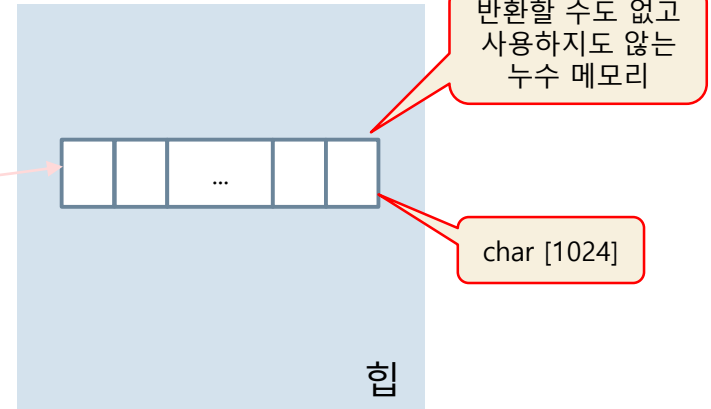 반환할 수도 없고
사용하지도 않는
누수 메모리
...
char [1024]
힙